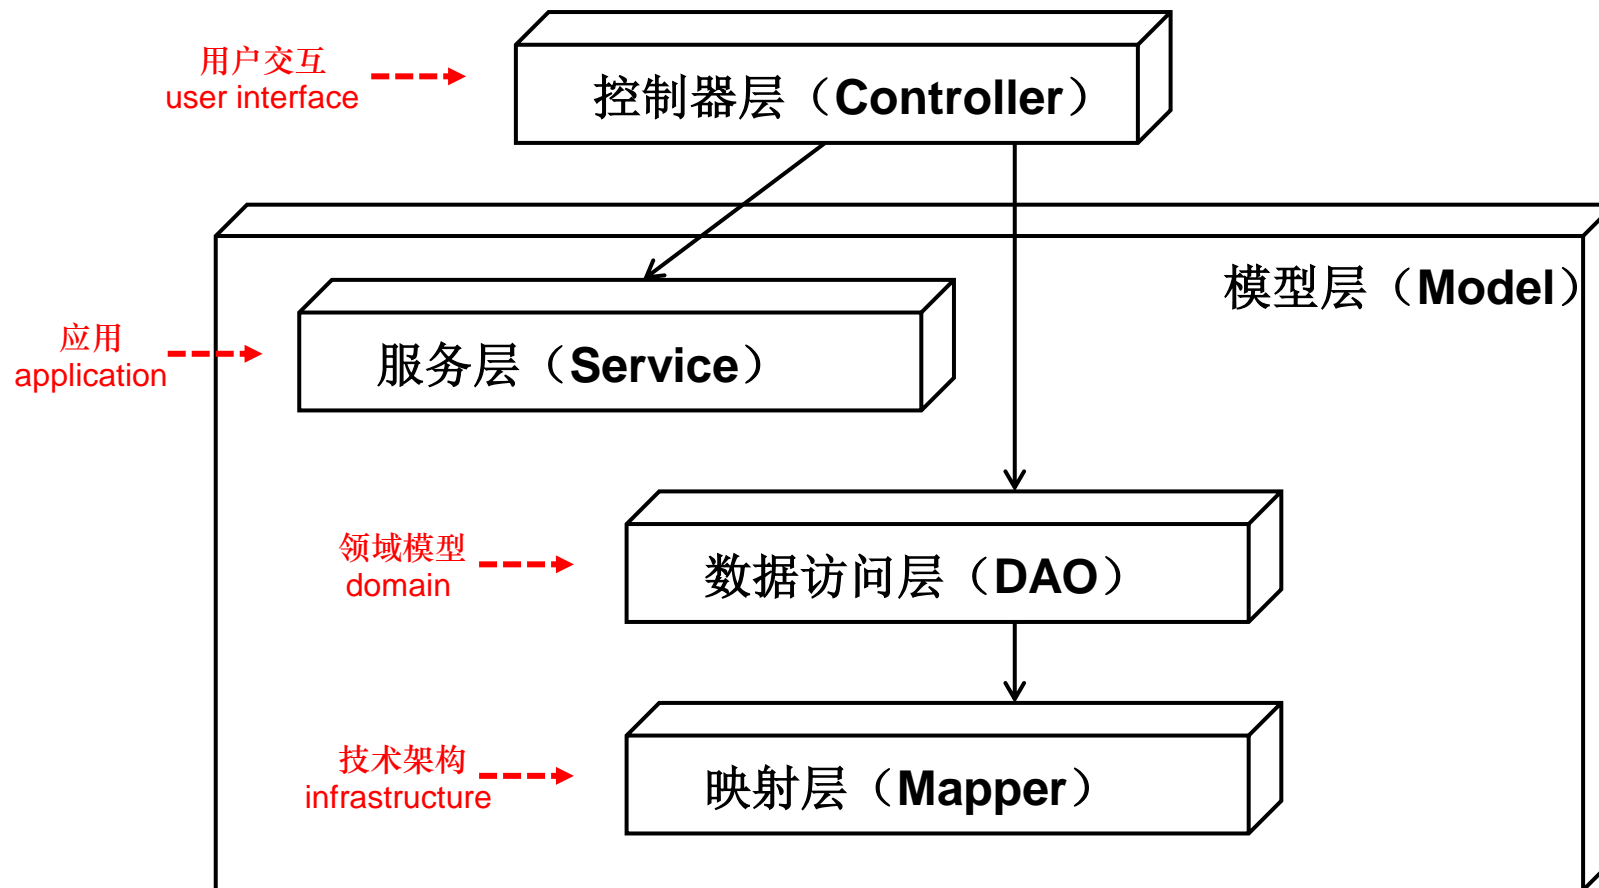 用户交互
user interface
控制器层（Controller）
模型层（Model）
应用
application
服务层（Service）
领域模型
domain
数据访问层（DAO）
技术架构
infrastructure
映射层（Mapper）